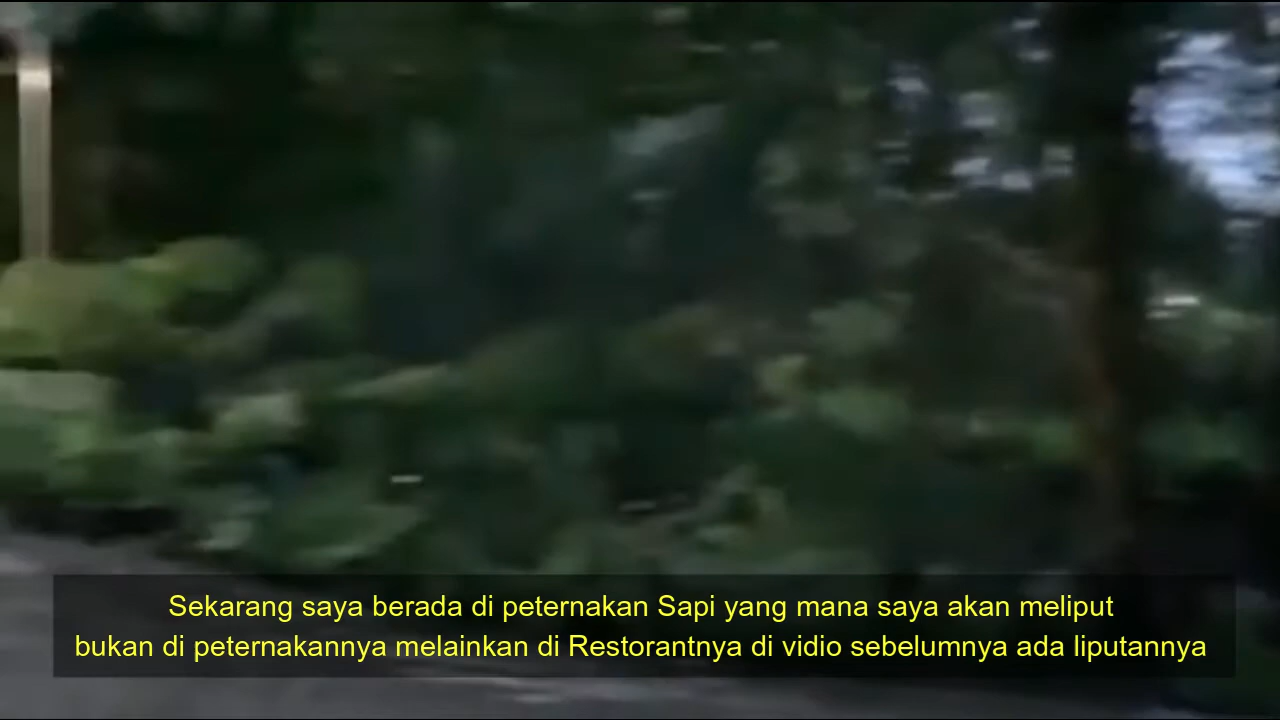 Sekarang saya berada di peternakan Sapi yang mana saya akan meliput
bukan di peternakannya melainkan di Restorantnya di vidio sebelumnya ada liputannya